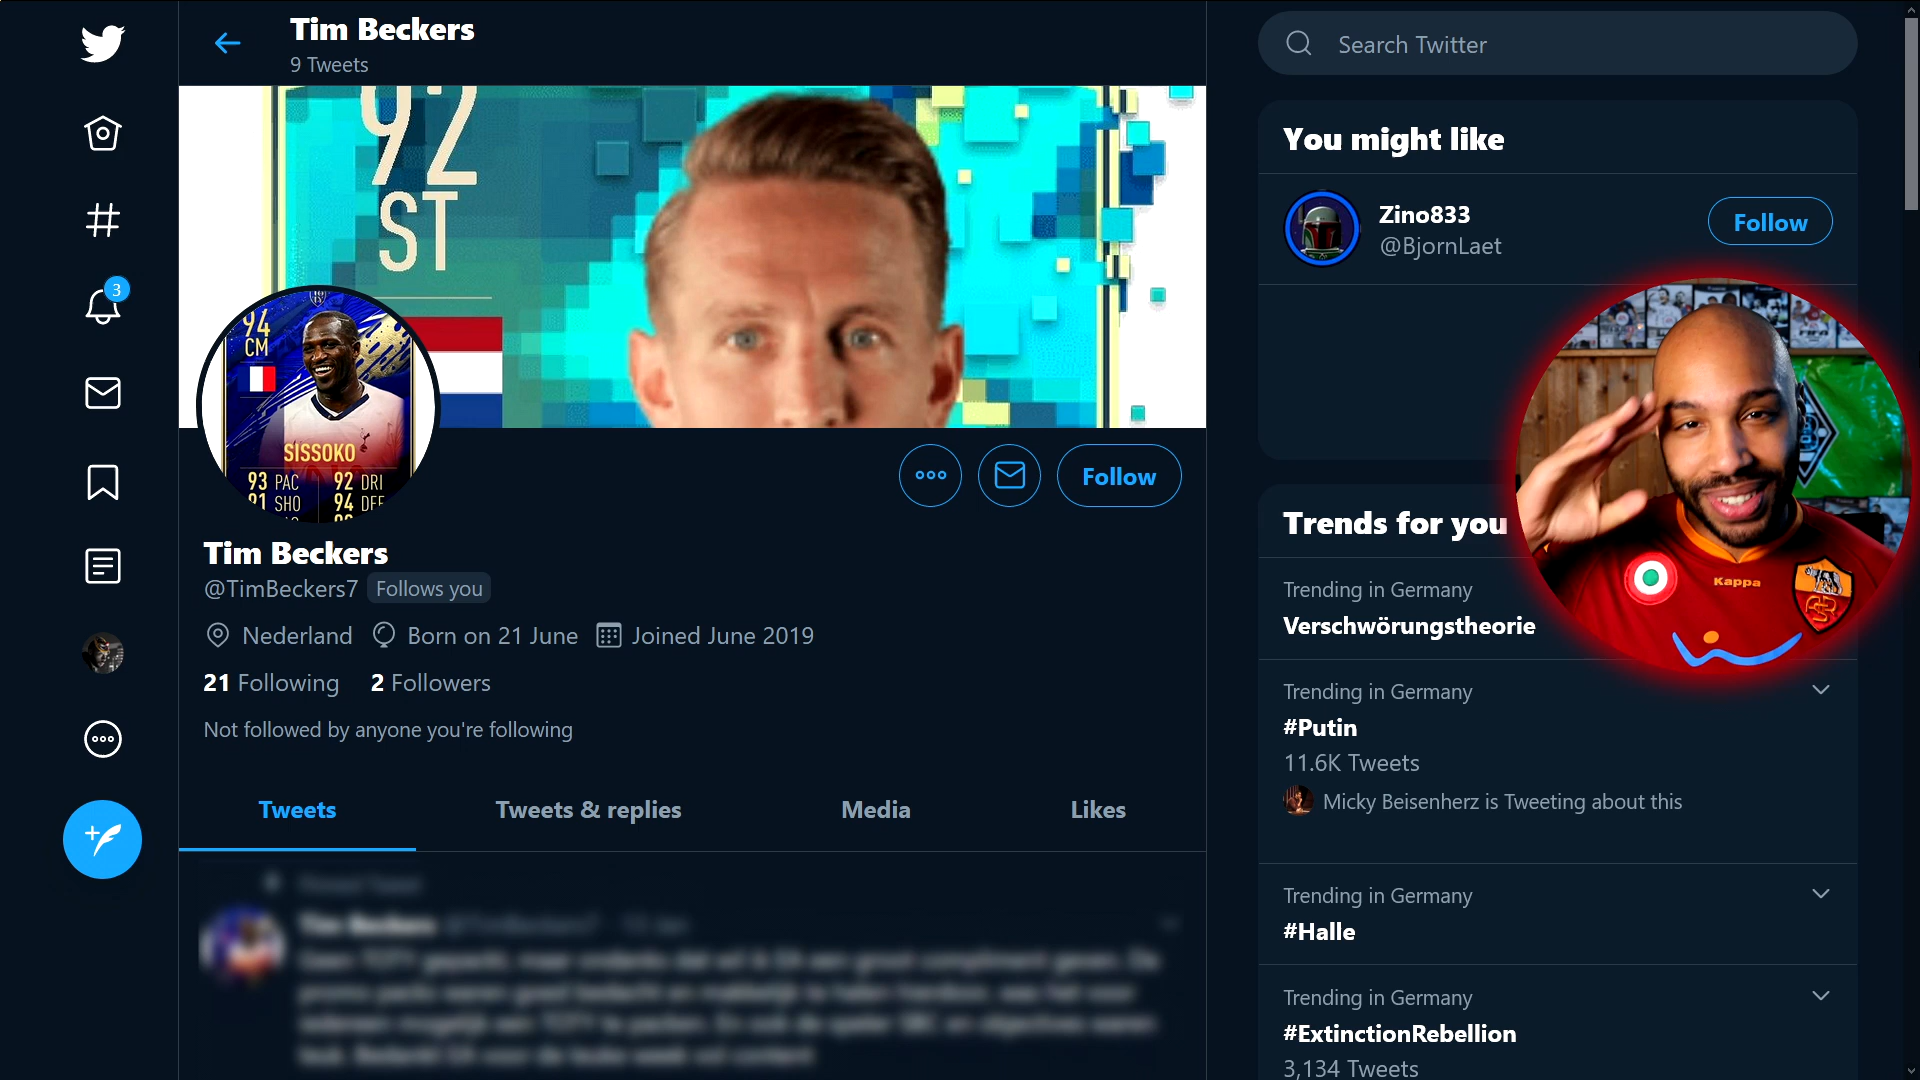 Tim Beckers
9 Tweets
92
ST
94
CM
SISSOKO
93 PAC 92 DRI
91 SHO 94 DEF
Follow
Tim Beckers
@TimBeckers7 Follows you
Nederland Born on 21 June Joined June 2019
21 Following 2 Followers
Not followed by anyone you're following
Tweets Tweets & replies Media Likes
3
Search Twitter
You might like
Zino833
@BjornLaet
Follow
Kappa
Trends for you
Trending in Germany
Verschwörungstheorie
Trending in Germany
#Putin
11.6K Tweets
Micky Beisenherz is Tweeting about this
Trending in Germany
#Halle
Trending in Germany
#ExtinctionRebellion
3,134 Tweets